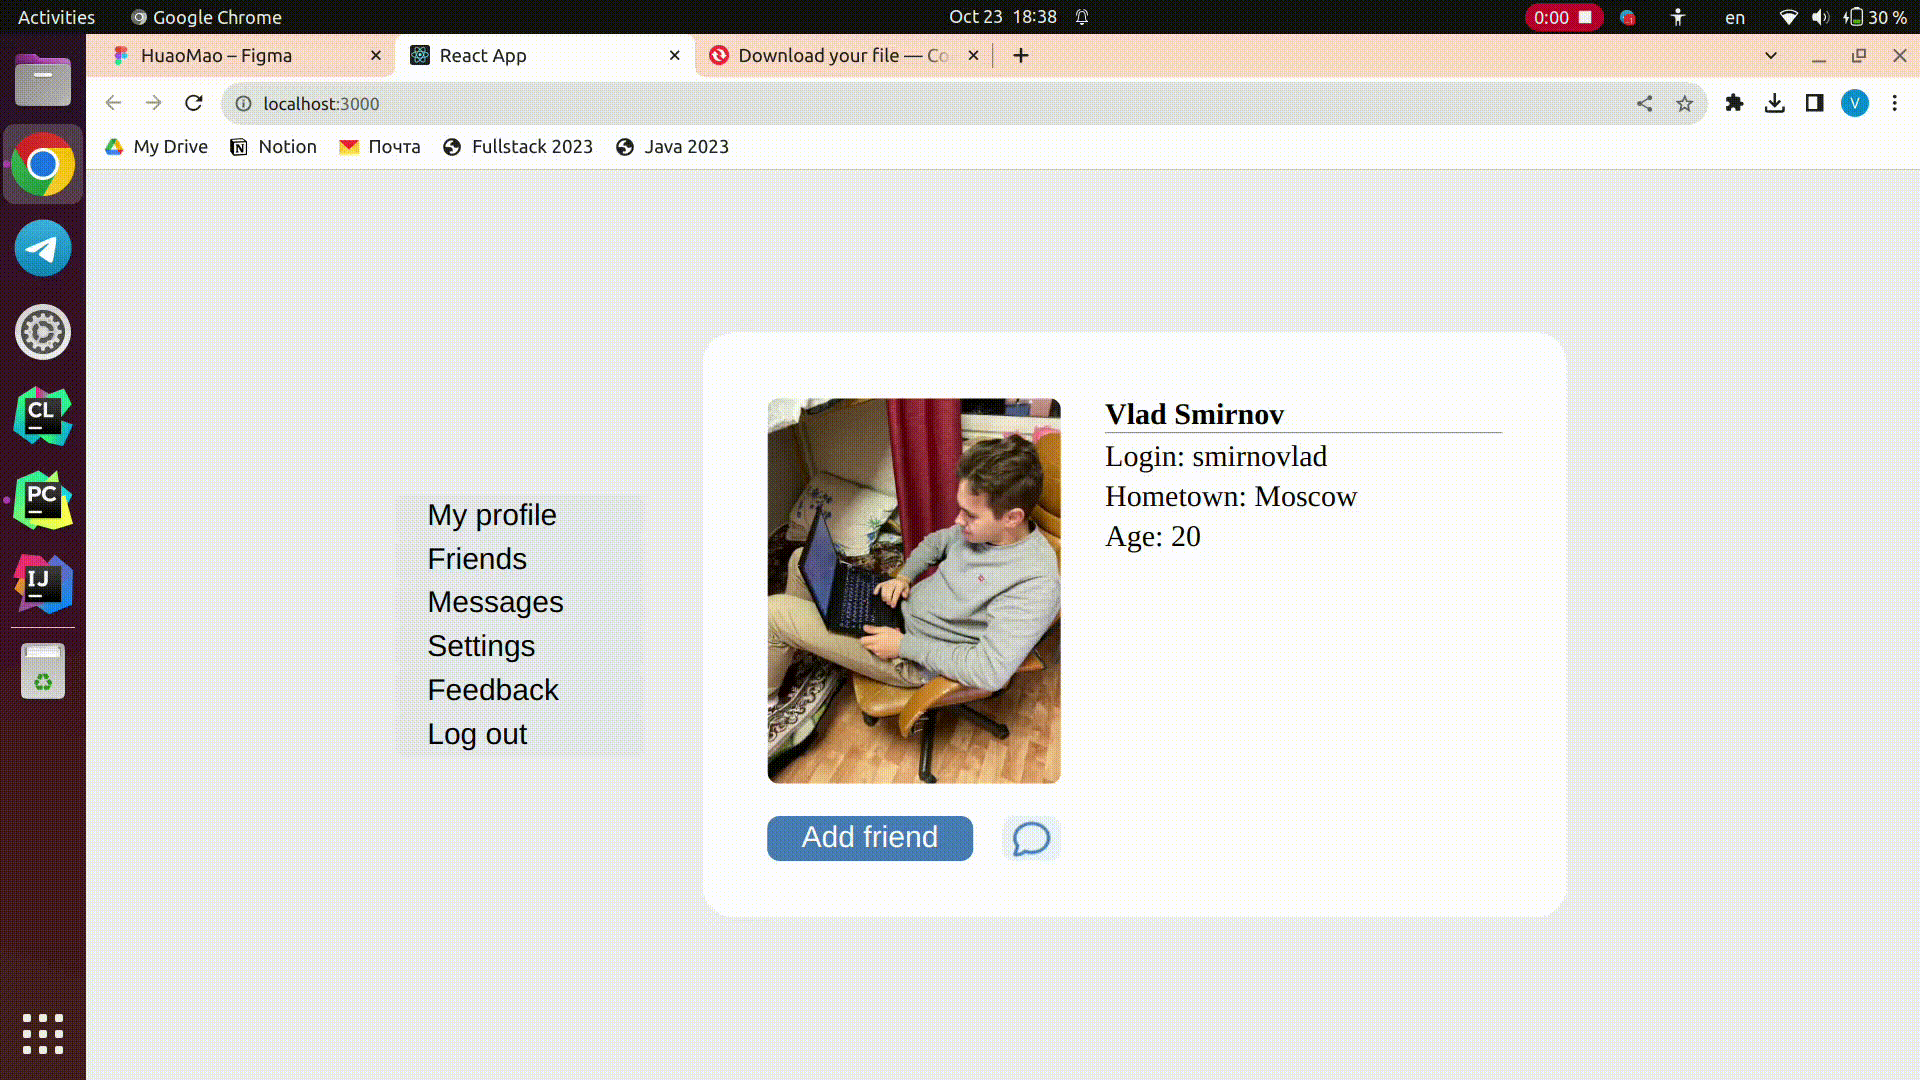 Activities
Google Chrome
Oct 23 18:38
0:00
en
30 %
HuaoMao – Figma
React App
Download your file — Co
localhost:3000
V
My Drive
Notion
Почта
Fullstack 2023
Java 2023
CL
PC
IJ
My profile
Friends
Messages
Settings
Feedback
Log out
Vlad Smirnov
Login: smirnovlad
Hometown: Moscow
Age: 20
Add friend